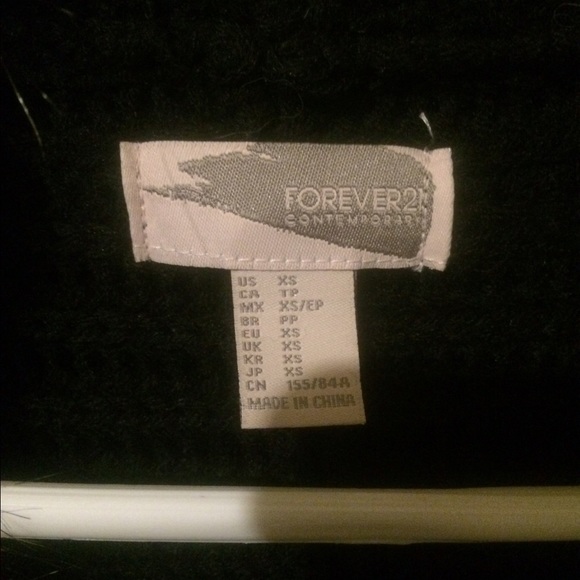 FOREVER21
CONTEMPORARY
US XS
CA TP
MX XS/EP
BR PP
EU XS
UK XS
KR XS
JP XS
CN 155/84A
MADE IN CHINA